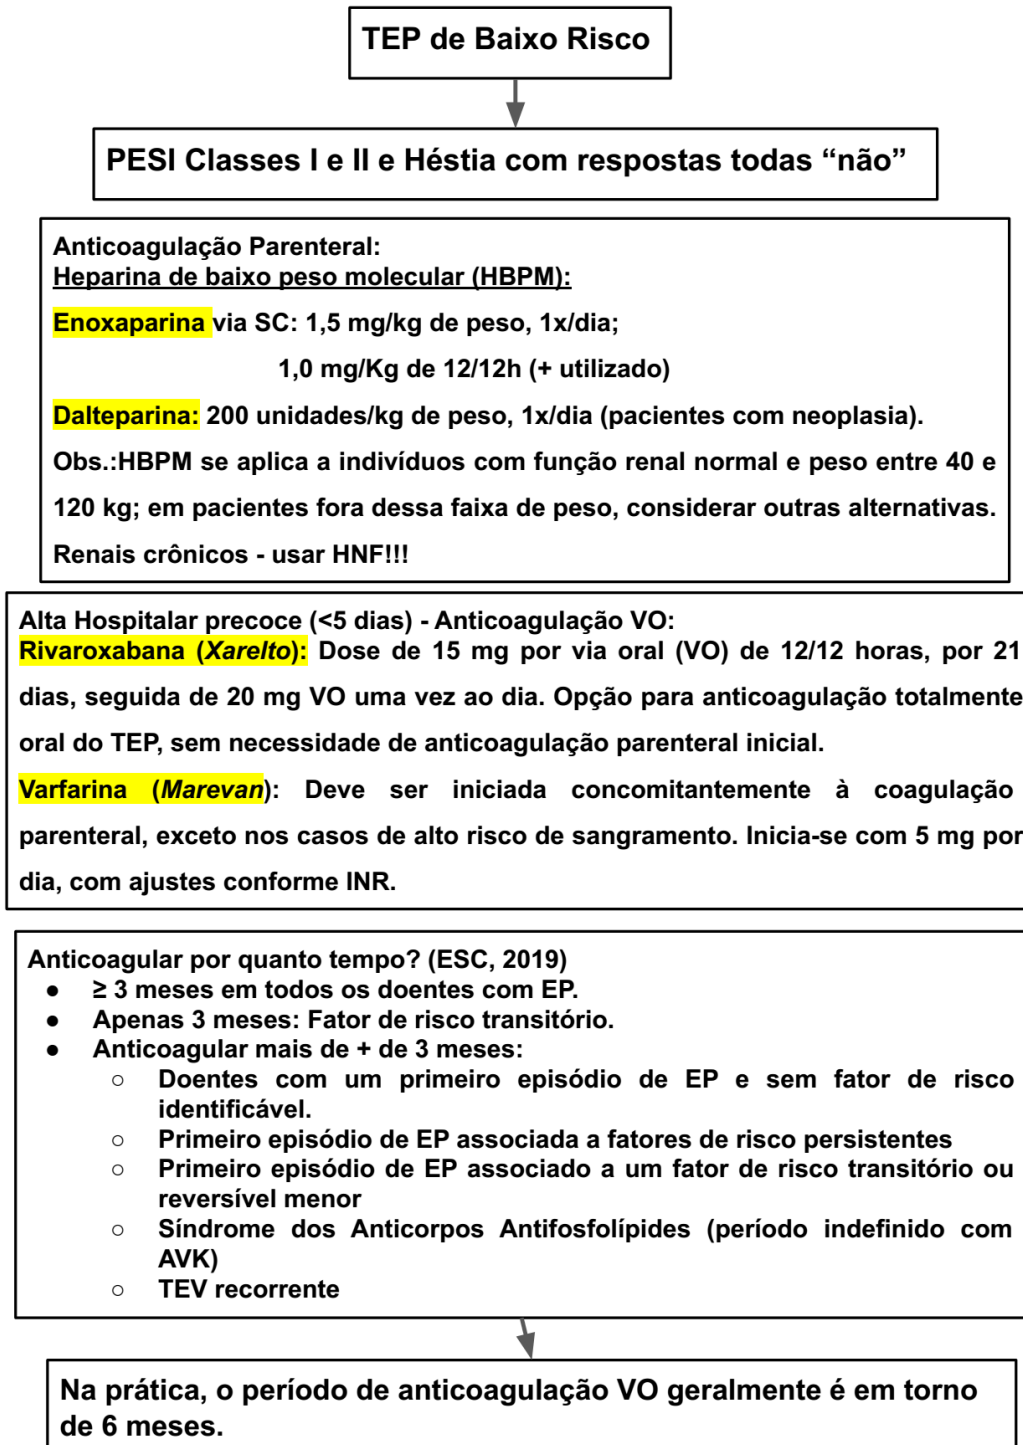 TEP de Baixo Risco
PESI Classes I e II e Héstia com respostas todas “não”
Anticoagulação Parenteral:
Heparina de baixo peso molecular (HBPM):
Enoxaparina via SC: 1,5 mg/kg de peso, 1x/dia;
1,0 mg/Kg de 12/12h (+ utilizado)
Dalteparina: 200 unidades/kg de peso, 1x/dia (pacientes com neoplasia).
Obs.:HBPM se aplica a indivíduos com função renal normal e peso entre 40 e
120 kg; em pacientes fora dessa faixa de peso, considerar outras alternativas.
Renais crônicos - usar HNF!!!
Alta Hospitalar precoce (<5 dias) - Anticoagulação VO:
Rivaroxabana (Xarelto): Dose de 15 mg por via oral (VO) de 12/12 horas, por 21
dias, seguida de 20 mg VO uma vez ao dia. Opção para anticoagulação totalmente
oral do TEP, sem necessidade de anticoagulação parenteral inicial.
Varfarina (Marevan): Deve ser iniciada concomitantemente à coagulação
parenteral, exceto nos casos de alto risco de sangramento. Inicia-se com 5 mg por
dia, com ajustes conforme INR.
Anticoagular por quanto tempo? (ESC, 2019)
● ≥ 3 meses em todos os doentes com EP.
● Apenas 3 meses: Fator de risco transitório.
● Anticoagular mais de + de 3 meses:
○ Doentes com um primeiro episódio de EP e sem fator de risco
identificável.
○ Primeiro episódio de EP associada a fatores de risco persistentes
○ Primeiro episódio de EP associado a um fator de risco transitório ou
reversível menor
○ Síndrome dos Anticorpos Antifosfolípides (período indefinido com
AVK)
○ TEV recorrente
Na prática, o período de anticoagulação VO geralmente é em torno
de 6 meses.